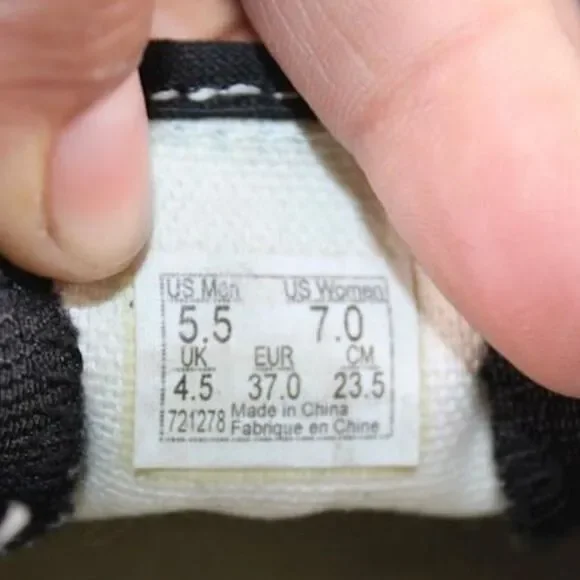 US Men US Women
5.5 7.0
UK EUR CM
4.5 37.0 23.5
721278 Made in China
Fabrique en Chine